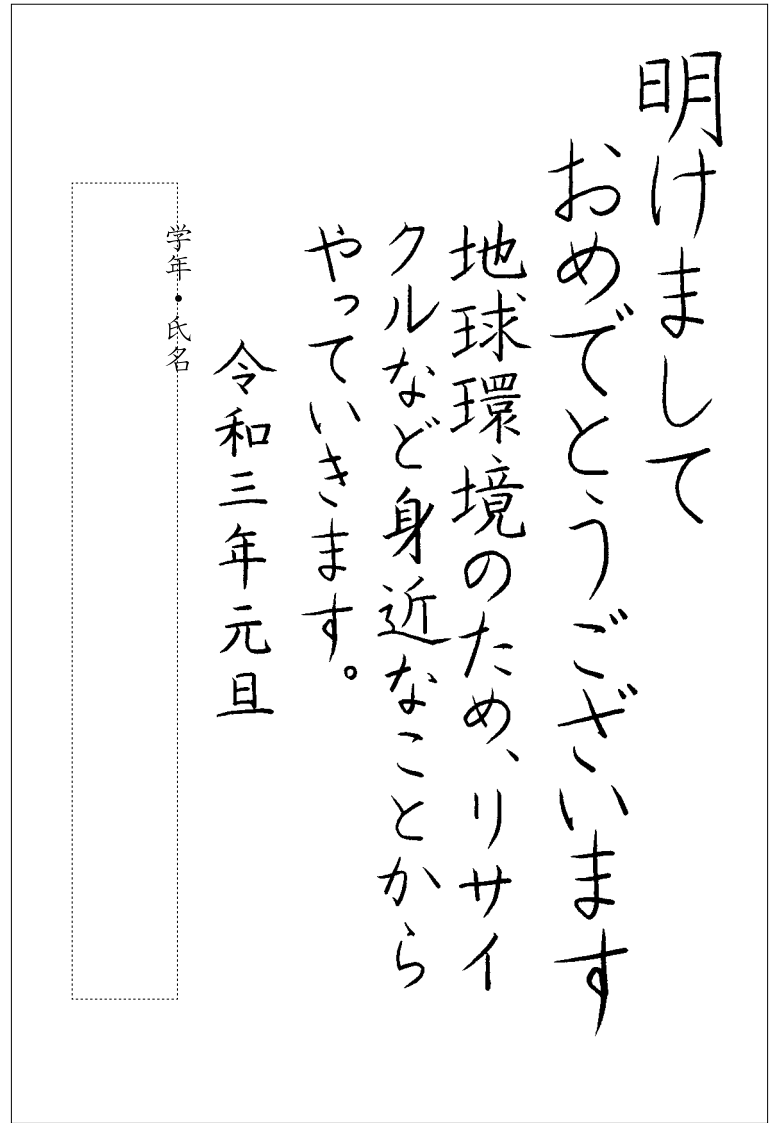 明けまして
おめでとうございます
地球環境のため、リサイ
クルなど身近なことから
やっていきます。
令和三年元旦
学年・氏名